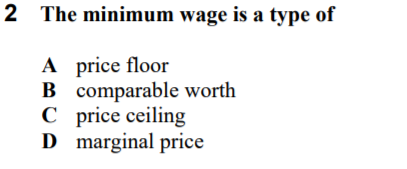 2 The minimum wage is a type of
A price floor
B comparable worth
C price ceiling
D marginal price